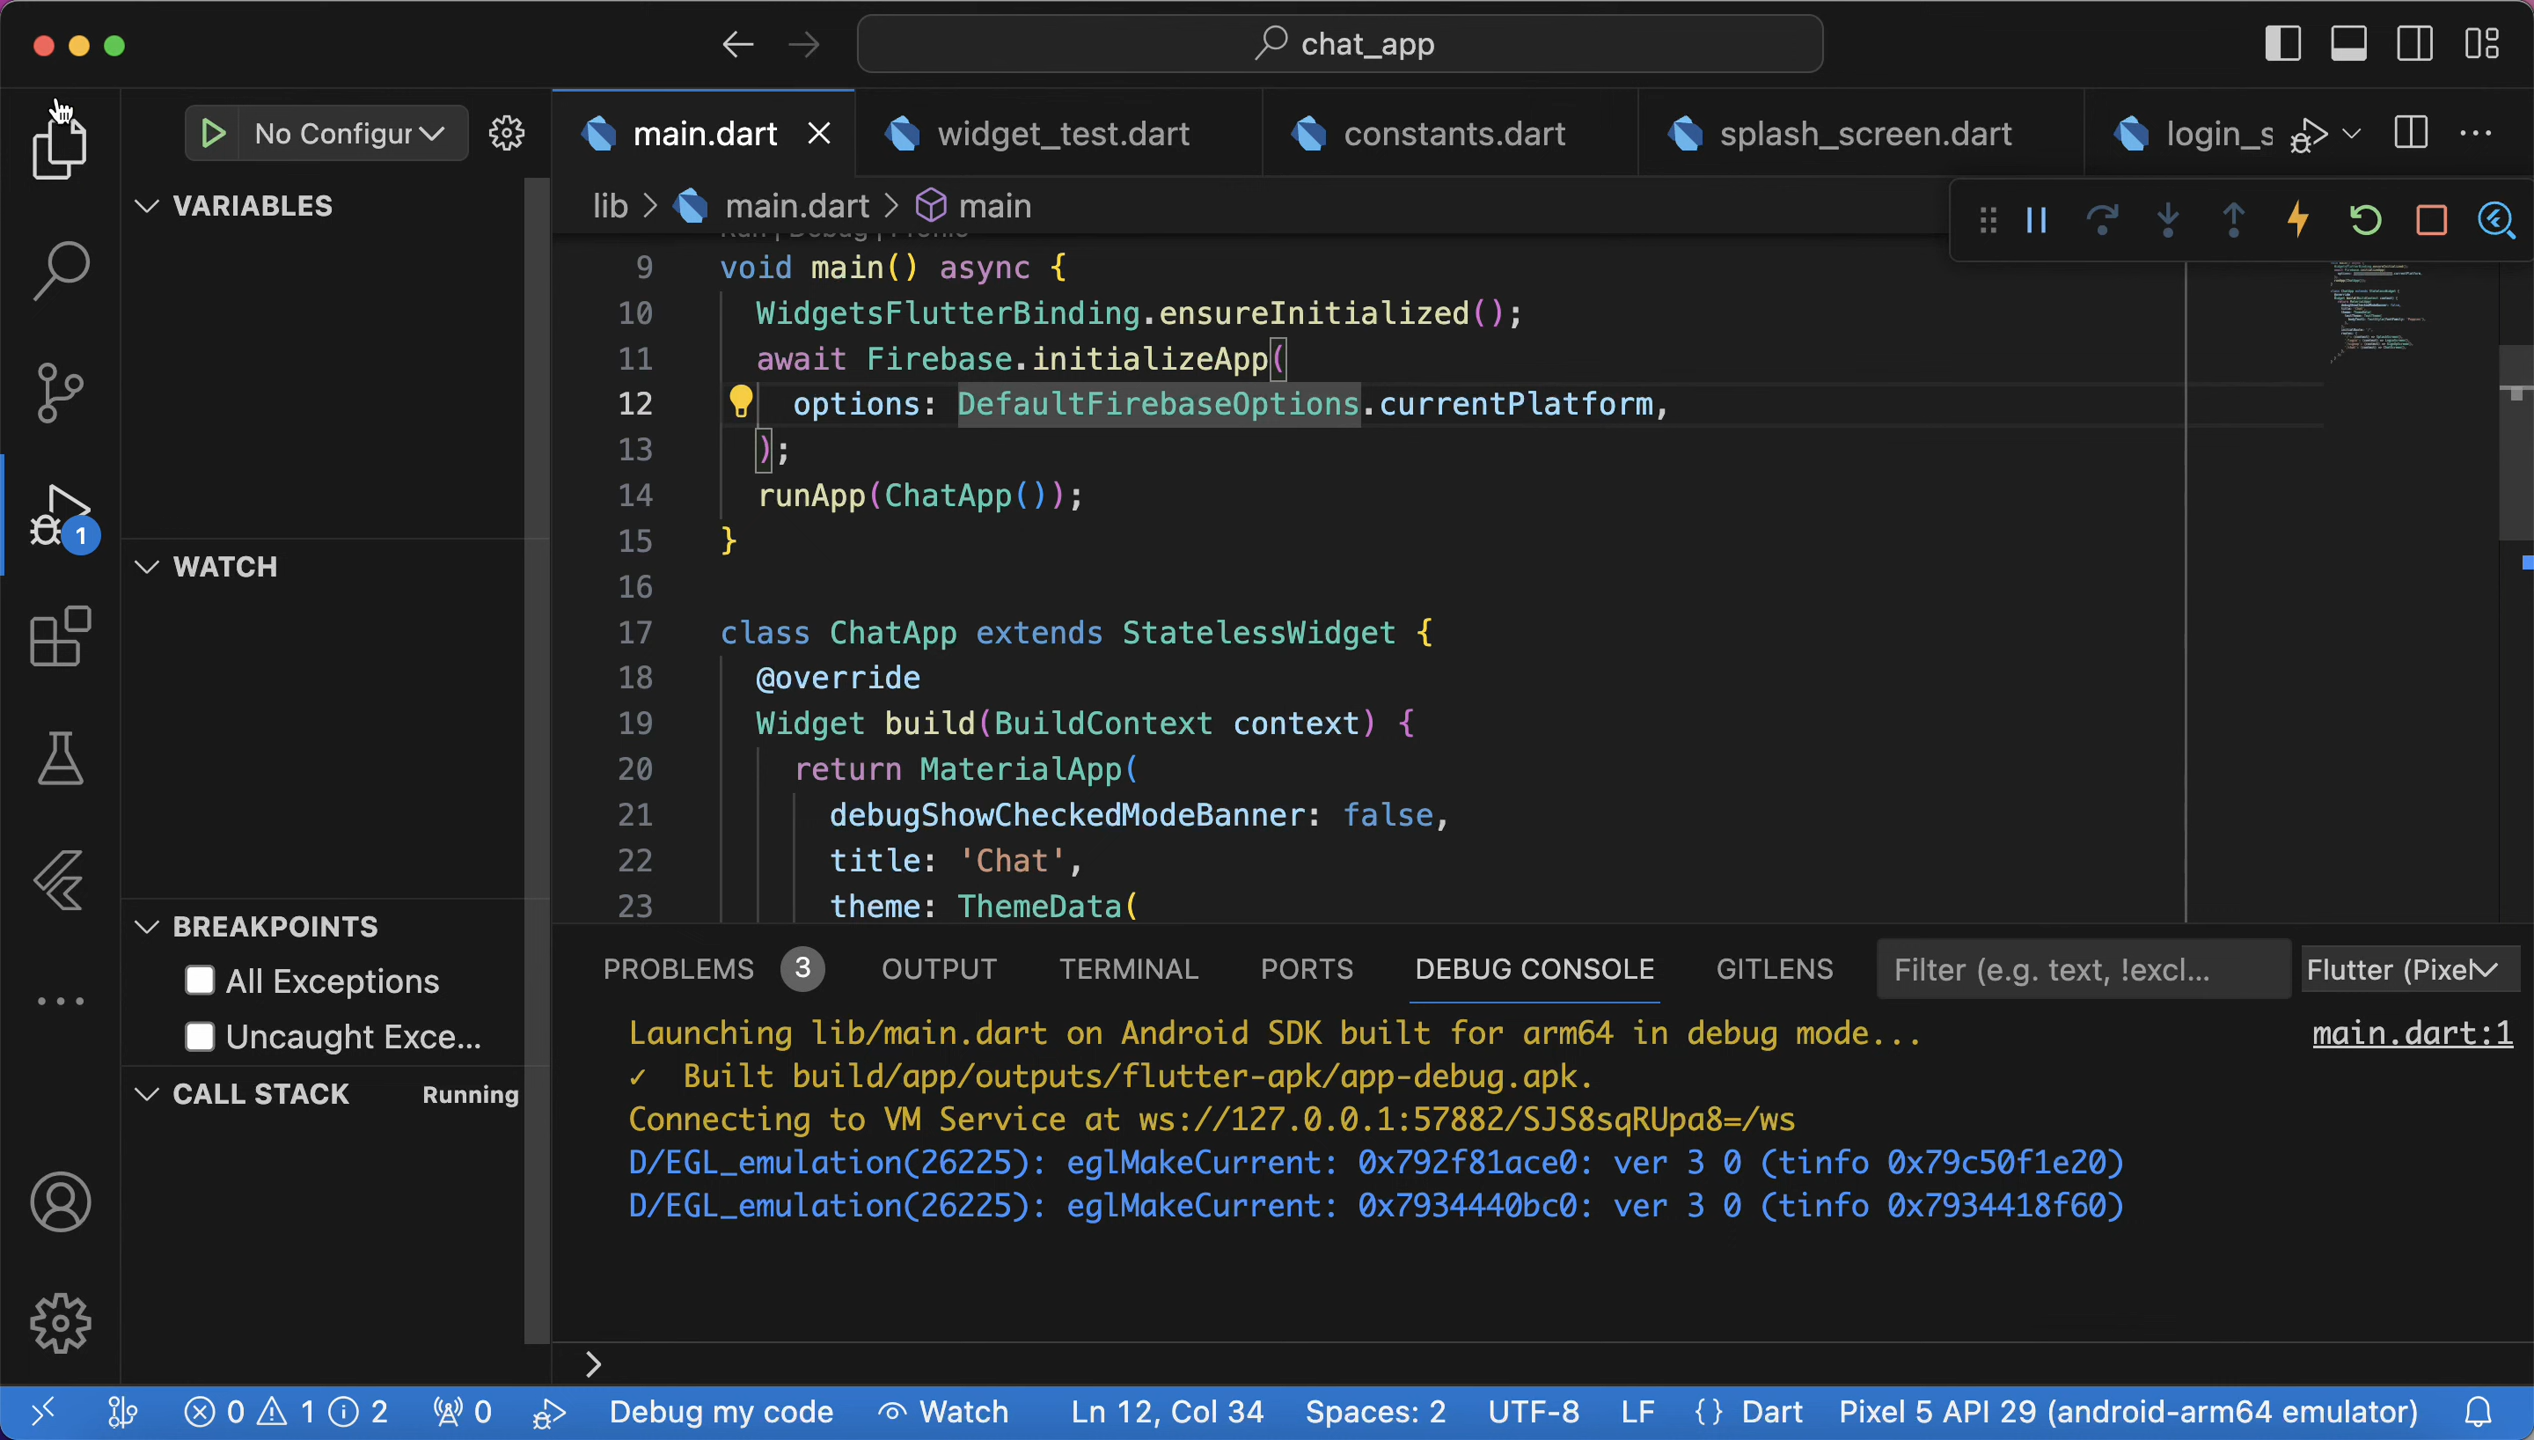 chat_app
No Configur
main.dart
widget_test.dart
constants.dart
splash_screen.dart
login_s
VARIABLES
lib > main.dart > main
Run | Debug | Profile
9 void main() async {
10 WidgetsFlutterBinding.ensureInitialized();
11 await Firebase.initializeApp(
12 options: DefaultFirebaseOptions.currentPlatform,
13 );
14 runApp(ChatApp());
15 }
16
17 class ChatApp extends StatelessWidget {
18 @override
19 Widget build(BuildContext context) {
20 return MaterialApp(
21 debugShowCheckedModeBanner: false,
22 title: 'Chat',
23 theme: ThemeData(
1
WATCH
BREAKPOINTS
All Exceptions
Uncaught Exce...
CALL STACK Running
PROBLEMS 3 OUTPUT TERMINAL PORTS DEBUG CONSOLE GITLENS Filter (e.g. text, !excl... Flutter (Pixel
Launching lib/main.dart on Android SDK built for arm64 in debug mode... main.dart:1
✓ Built build/app/outputs/flutter-apk/app-debug.apk.
Connecting to VM Service at ws://127.0.0.1:57882/SJS8sqRUpa8=/ws
D/EGL_emulation(26225): eglMakeCurrent: 0x792f81ace0: ver 3 0 (tinfo 0x79c50f1e20)
D/EGL_emulation(26225): eglMakeCurrent: 0x7934440bc0: ver 3 0 (tinfo 0x7934418f60)
>
0 1 2 0 Debug my code Watch Ln 12, Col 34 Spaces: 2 UTF-8 LF {} Dart Pixel 5 API 29 (android-arm64 emulator)